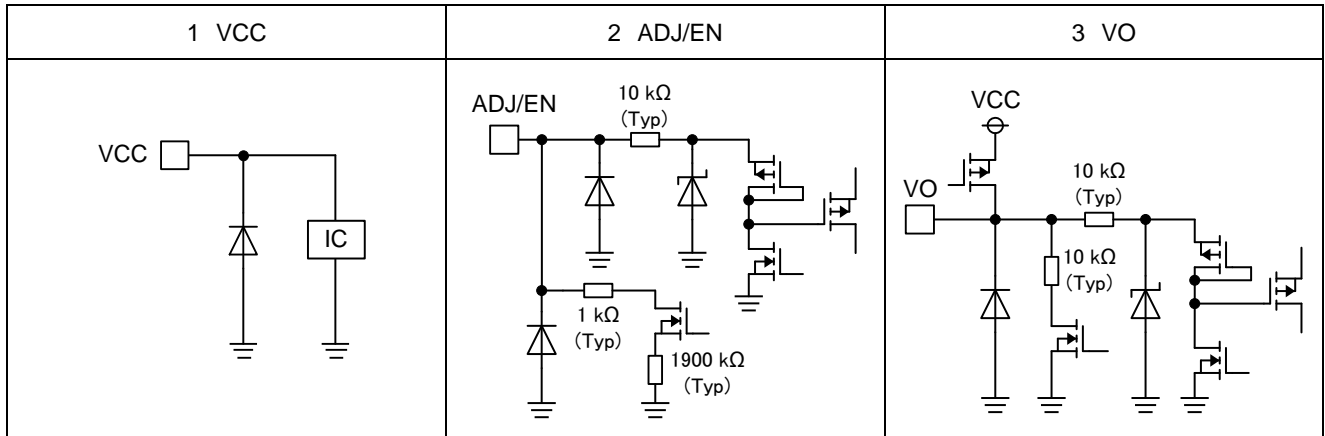 1 VCC
2 ADJ/EN
3 VO
VCC
IC
ADJ/EN
10 kΩ
(Typ)
1 kΩ
(Typ)
1900 kΩ
(Typ)
VCC
VO
10 kΩ
(Typ)
10 kΩ
(Typ)